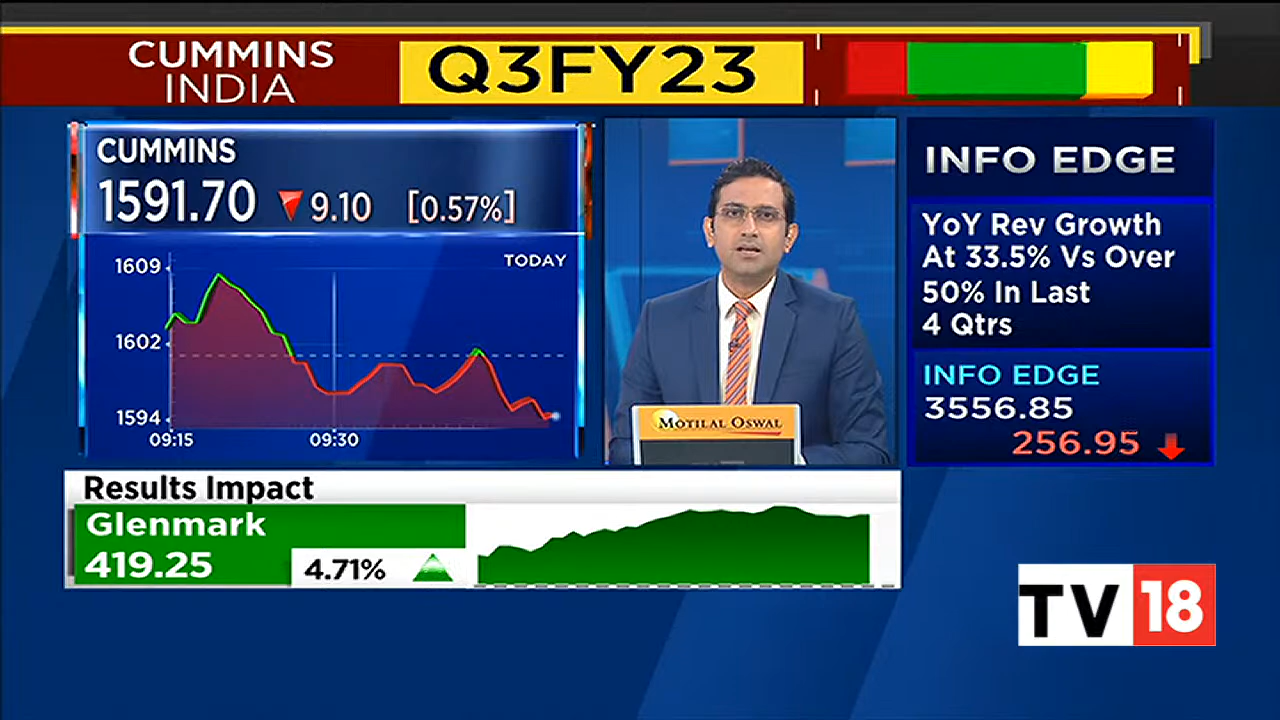 CUMMINS
INDIA
Q3FY23
CUMMINS
1591.70 ▼ 9.10 [0.57%]
TODAY
1609
1602
1594
09:15 09:30
MOTILAL OSWAL
INFO EDGE
YoY Rev Growth
At 33.5% Vs Over
50% In Last
4 Qtrs
INFO EDGE
3556.85
256.95
Results Impact
Glenmark
419.25
4.71%
TV18